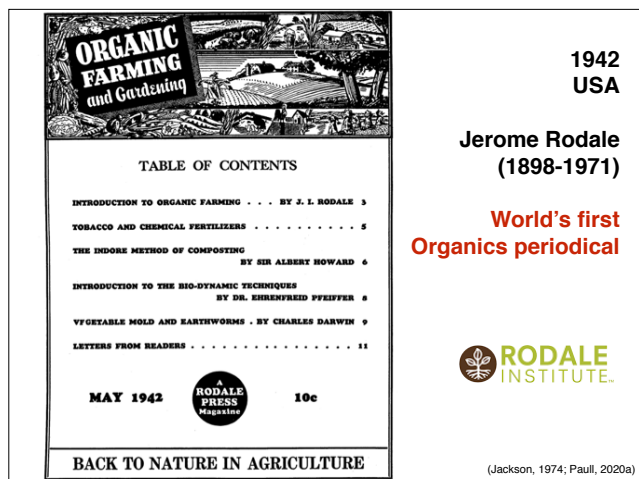 ORGANIC
FARMING
and Gardening
TABLE OF CONTENTS
INTRODUCTION TO ORGANIC FARMING . . . BY J. I. RODALE 3
TOBACCO AND CHEMICAL FERTILIZERS . . . . . . . . . . 5
THE INDORE METHOD OF COMPOSTING
BY SIR ALBERT HOWARD 6
INTRODUCTION TO THE BIO-DYNAMIC TECHNIQUES
BY DR. EHRENFREID PFEIFFER 8
VEGETABLE MOLD AND EARTHWORMS . BY CHARLES DARWIN 9
LETTERS FROM READERS . . . . . . . . . . . . . . . . 11
MAY 1942
A
RODALE
PRESS
Magazine
10c
BACK TO NATURE IN AGRICULTURE
1942
USA
Jerome Rodale
(1898-1971)
World's first
Organics periodical
RODALE
INSTITUTE™
(Jackson, 1974; Paull, 2020a)